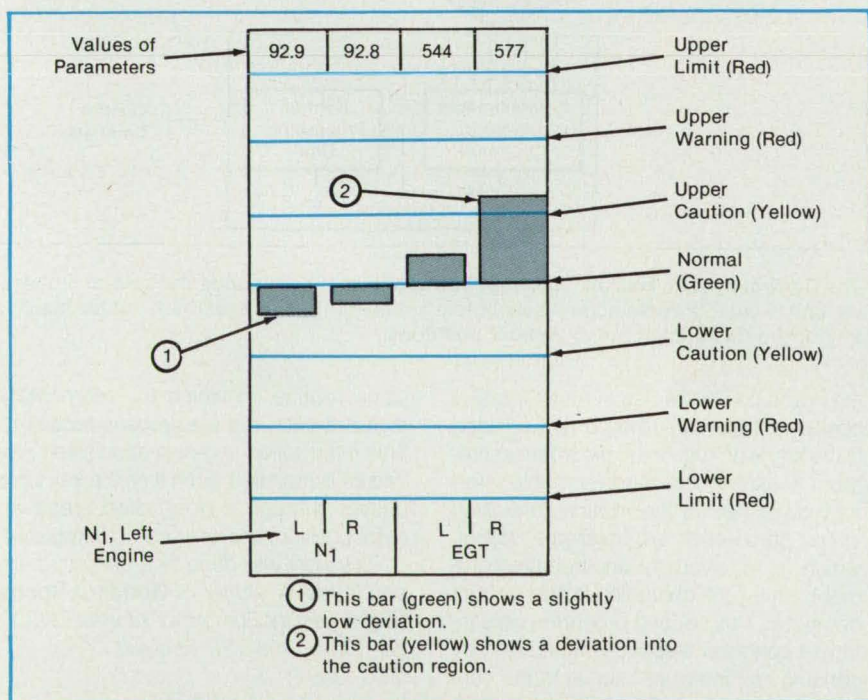 Values of
Parameters
92.9 92.8 544 577
Upper
Limit (Red)
Upper
Warning (Red)
2
Upper
Caution (Yellow)
Normal
(Green)
1
Lower
Caution (Yellow)
Lower
Warning (Red)
Lower
Limit (Red)
N1, Left
Engine
L R L R
N1 EGT
1 This bar (green) shows a slightly
low deviation.
2 This bar (yellow) shows a deviation into
the caution region.